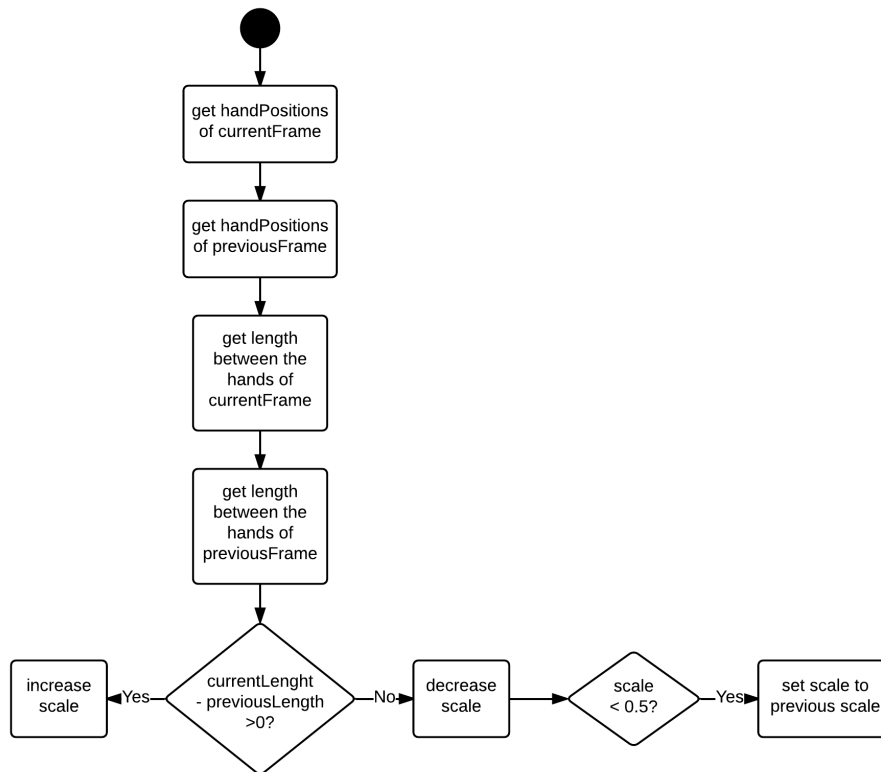 get handPositions
of currentFrame
get handPositions
of previousFrame
get length
between the
hands of
currentFrame
get length
between the
hands of
previousFrame
increase
scale
Yes
currentLenght
- previousLength
>0?
No
decrease
scale
scale
< 0.5?
Yes
set scale to
previous scale